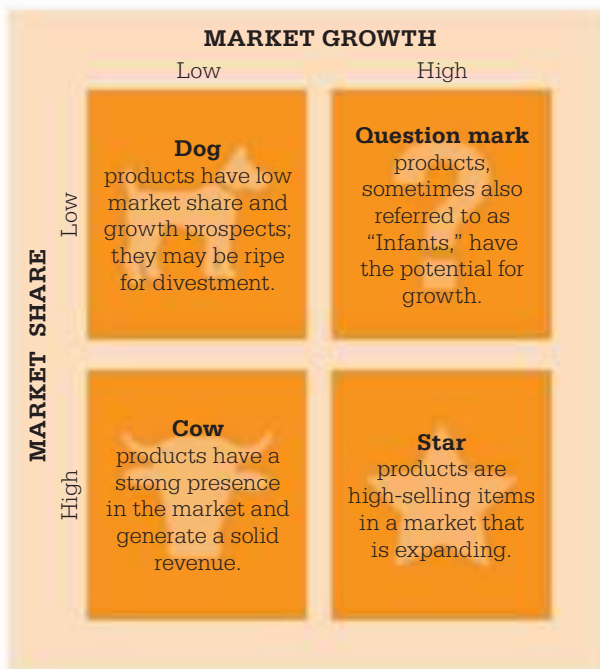 MARKET GROWTH
Low
High
MARKET SHARE
Low
Dog
products have low
market share and
growth prospects;
they may be ripe
for divestment.
Question mark
products,
sometimes also
referred to as
“Infants,” have
the potential for
growth.
High
Cow
products have a
strong presence
in the market and
generate a solid
revenue.
Star
products are
high-selling items
in a market that
is expanding.